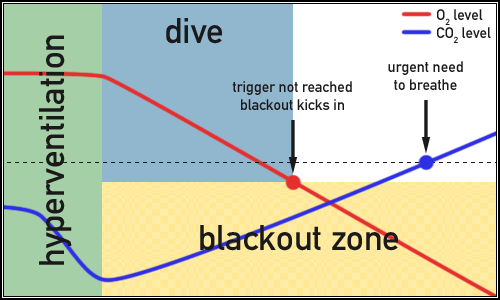 dive
O₂ level
CO₂ level
trigger not reached
blackout kicks in
urgent need
to breathe
hyperventilation
blackout zone